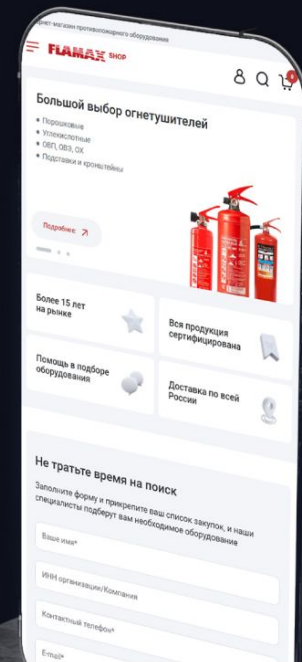 интернет-магазин противопожарного оборудования
FLAMAX SHOP
Большой выбор огнетушителей
• Порошковые
• Углекислотные
• ОВП, ОВЭ, ОХ
• Подставки и кронштейны
Подробнее
Более 15 лет
на рынке
Вся продукция
сертифицирована
Помощь в подборе
оборудования
Доставка по всей
России
Не тратьте время на поиск
Заполните форму и прикрепите ваш список закупок, и наши
специалисты подберут вам необходимое оборудование
Ваше имя*
ИНН организации/Компания
Контактный телефон*
E-mail*